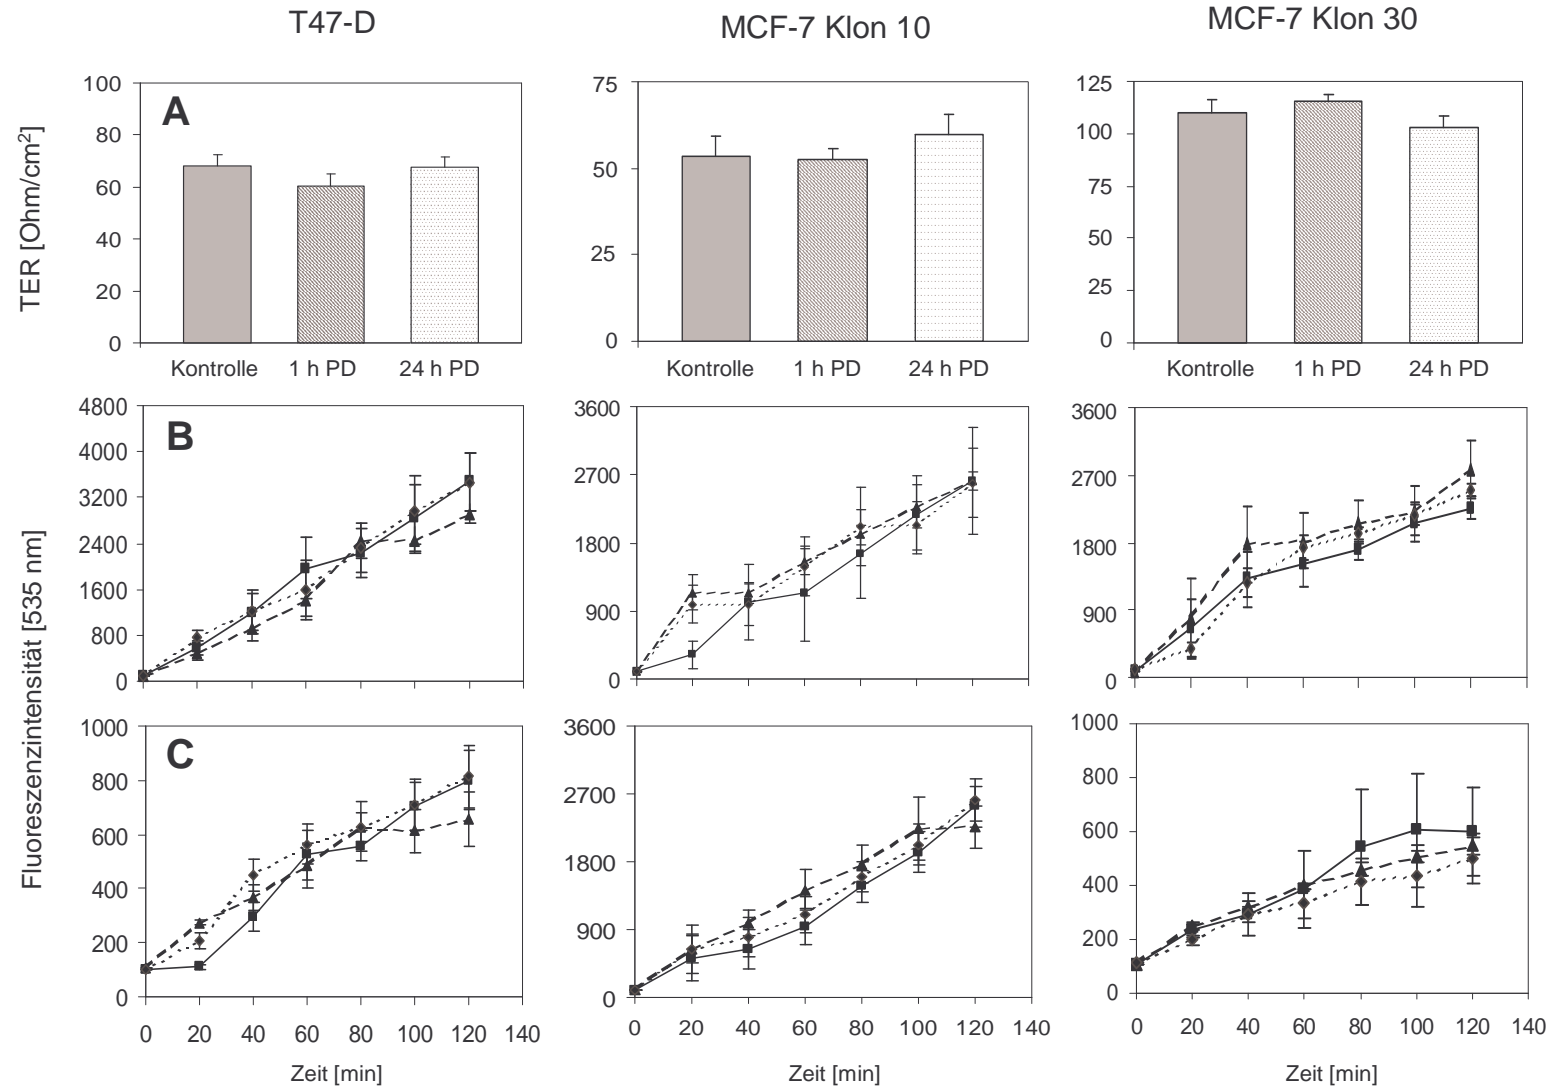 T47-D
MCF-7 Klon 10
MCF-7 Klon 30
TER [Ohm/cm²]
A
100
80
60
40
20
0
Kontrolle 1 h PD 24 h PD
75
50
25
0
Kontrolle 1 h PD 24 h PD
125
100
75
50
25
0
Kontrolle 1 h PD 24 h PD
Fluoreszenzintensität [535 nm]
B
4800
4000
3200
2400
1600
800
0
3600
2700
1800
900
0
3600
2700
1800
900
0
C
1000
800
600
400
200
0
0 20 40 60 80 100 120 140
Zeit [min]
3600
2700
1800
900
0
0 20 40 60 80 100 120 140
Zeit [min]
1000
800
600
400
200
0
0 20 40 60 80 100 120 140
Zeit [min]